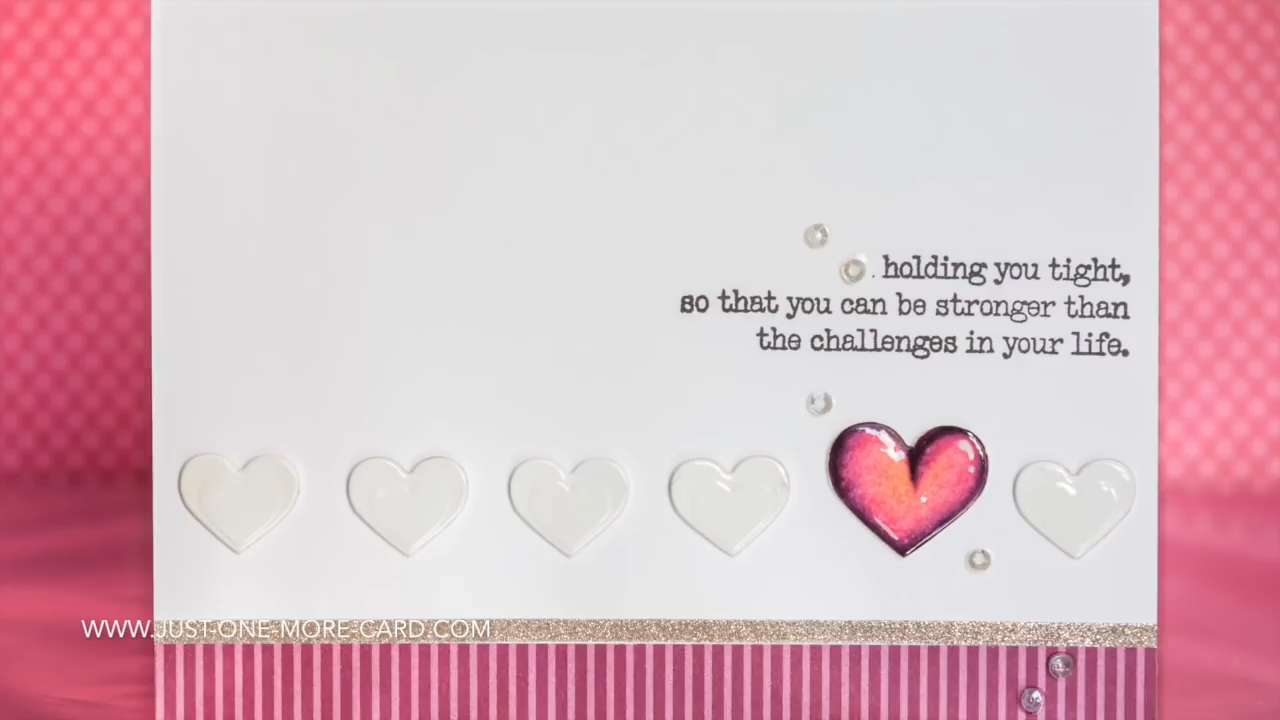 . holding you tight,
so that you can be stronger than
the challenges in your life.
WWW.JUST-ONE-MORE-CARD.COM